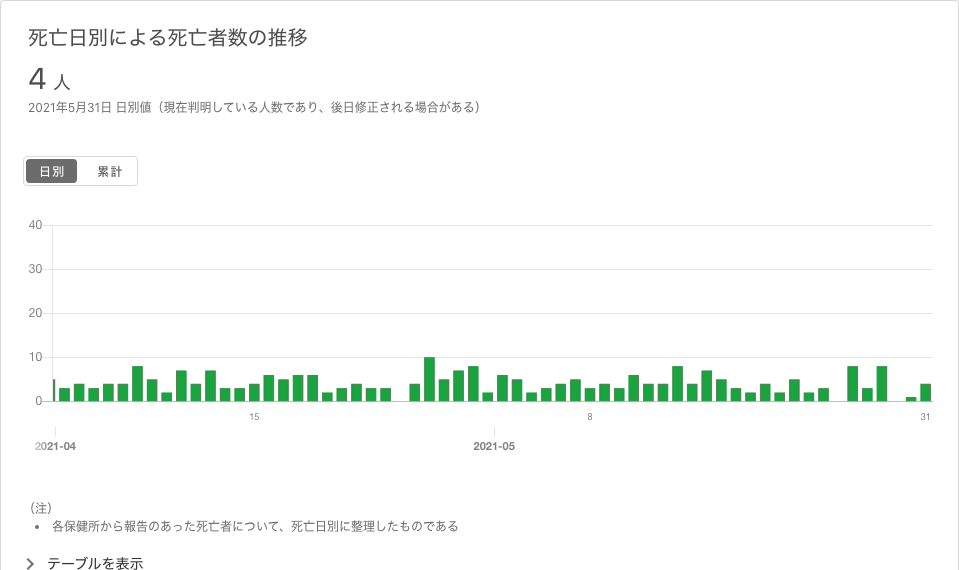 死亡日別による死亡者数の推移
4 人
2021年5月31日 日別値（現在判明している人数であり、後日修正される場合がある）
日別 累計
40
30
20
10
0
15 8 31
2021-04 2021-05
（注）
• 各保健所から報告のあった死亡者について、死亡日別に整理したものである
テーブルを表示